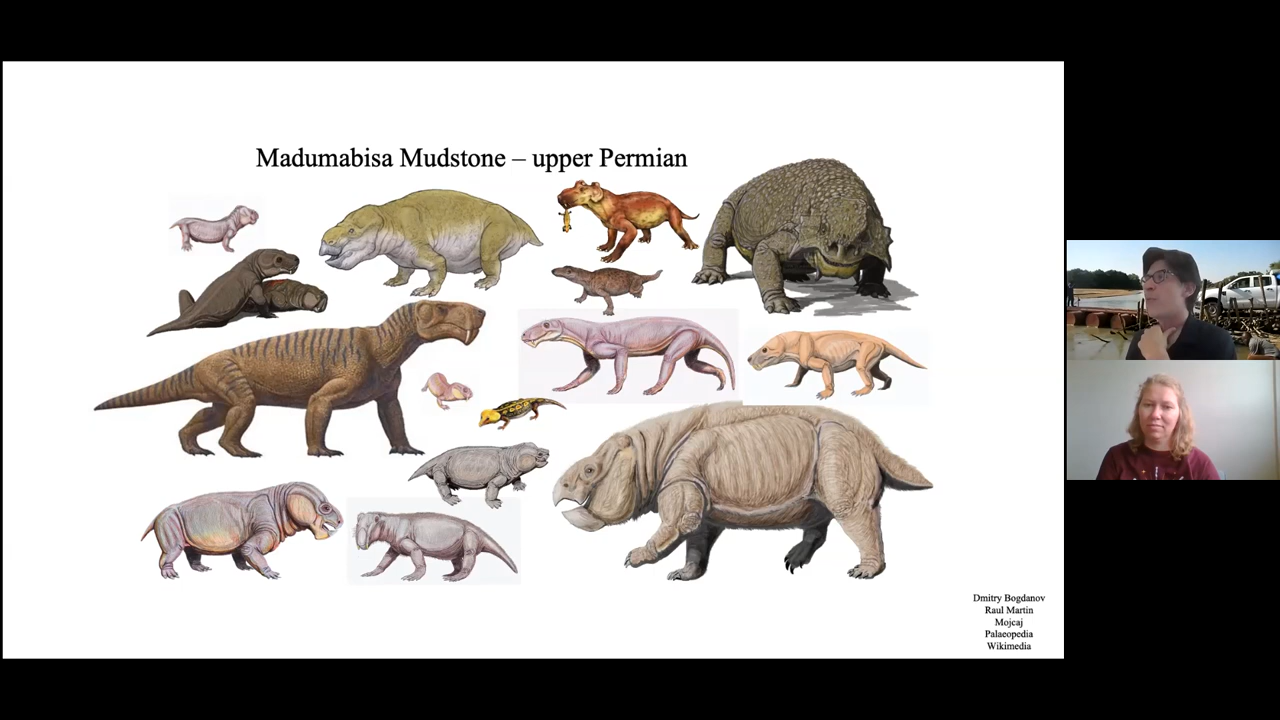 Madumabisa Mudstone – upper Permian
Dmitry Bogdanov
Raul Martin
Mojcaj
Palaeopedia
Wikimedia